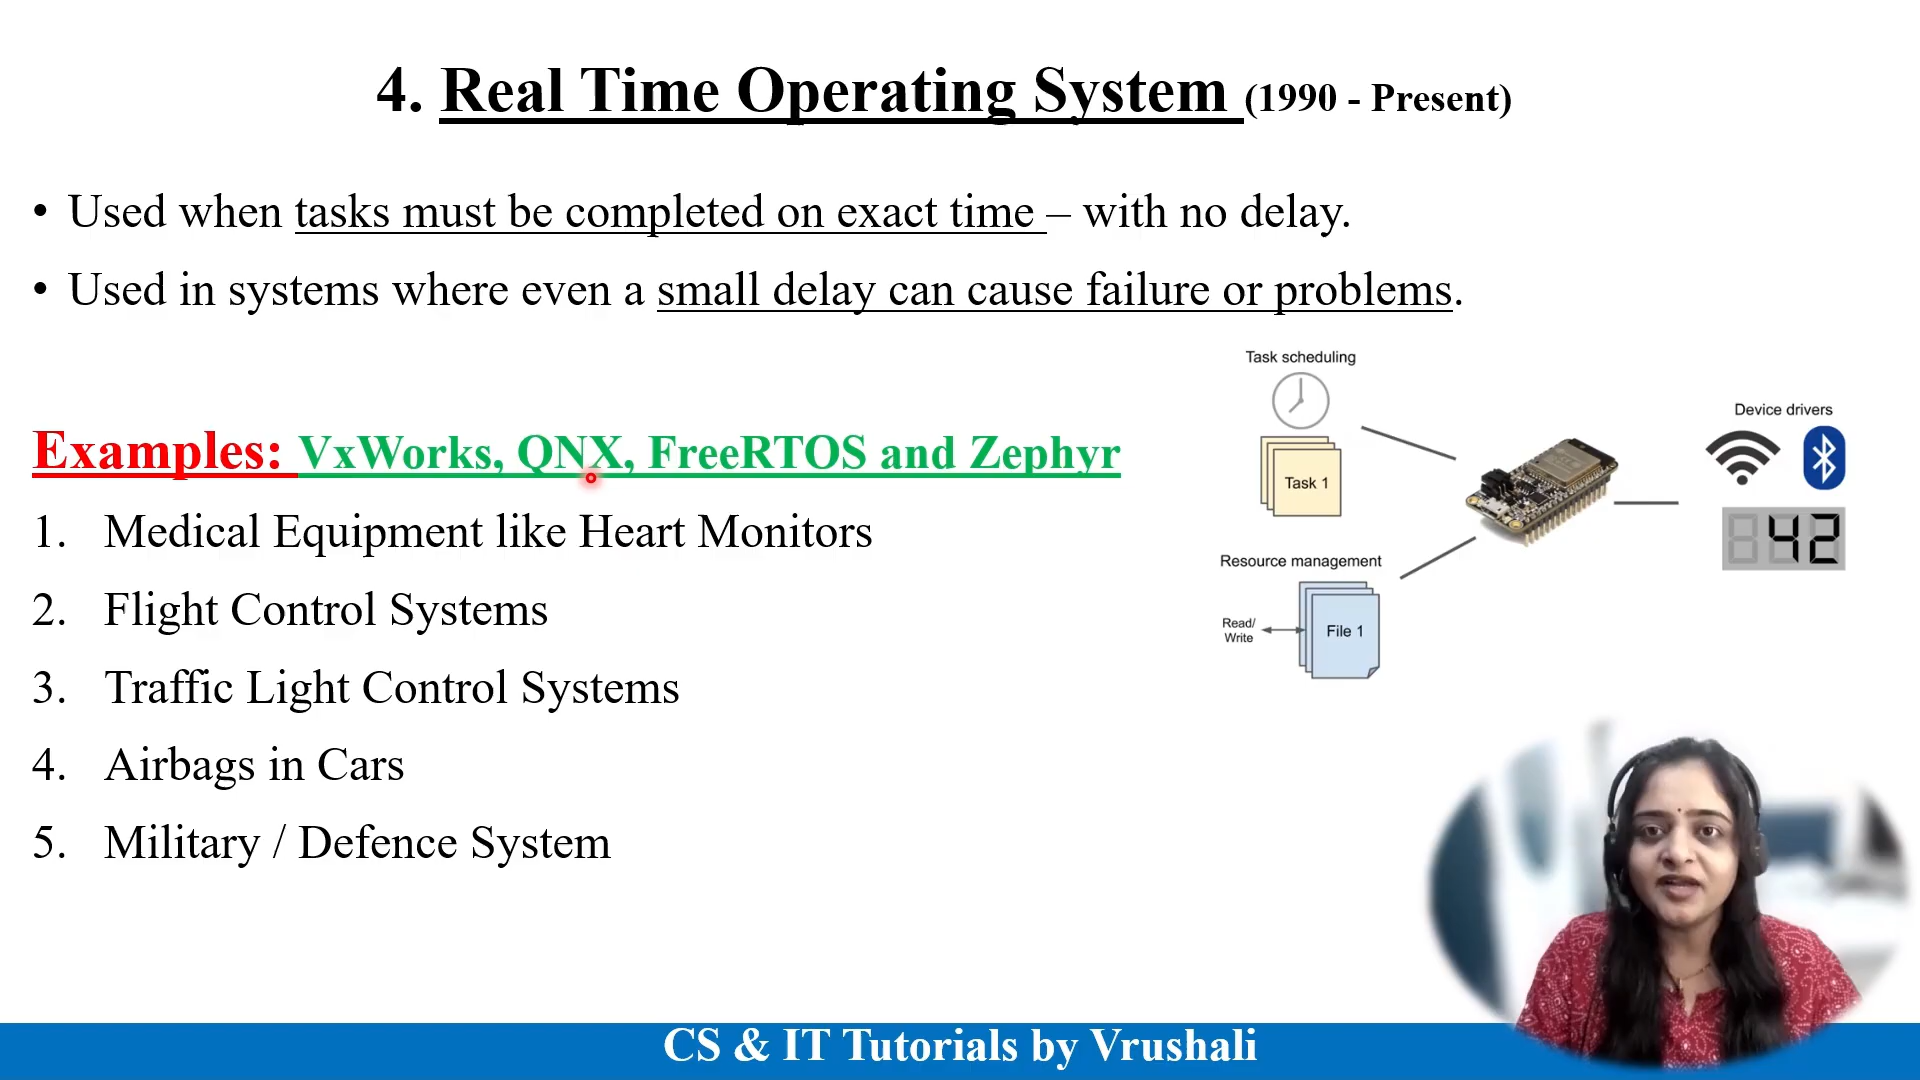 4. Real Time Operating System (1990 - Present)
• Used when tasks must be completed on exact time – with no delay.
• Used in systems where even a small delay can cause failure or problems.
Examples: VxWorks, QNX, FreeRTOS and Zephyr
1. Medical Equipment like Heart Monitors
2. Flight Control Systems
3. Traffic Light Control Systems
4. Airbags in Cars
5. Military / Defence System
Task scheduling
Task 1
Resource management
Read/
Write
File 1
Device drivers
42
CS & IT Tutorials by Vrushali